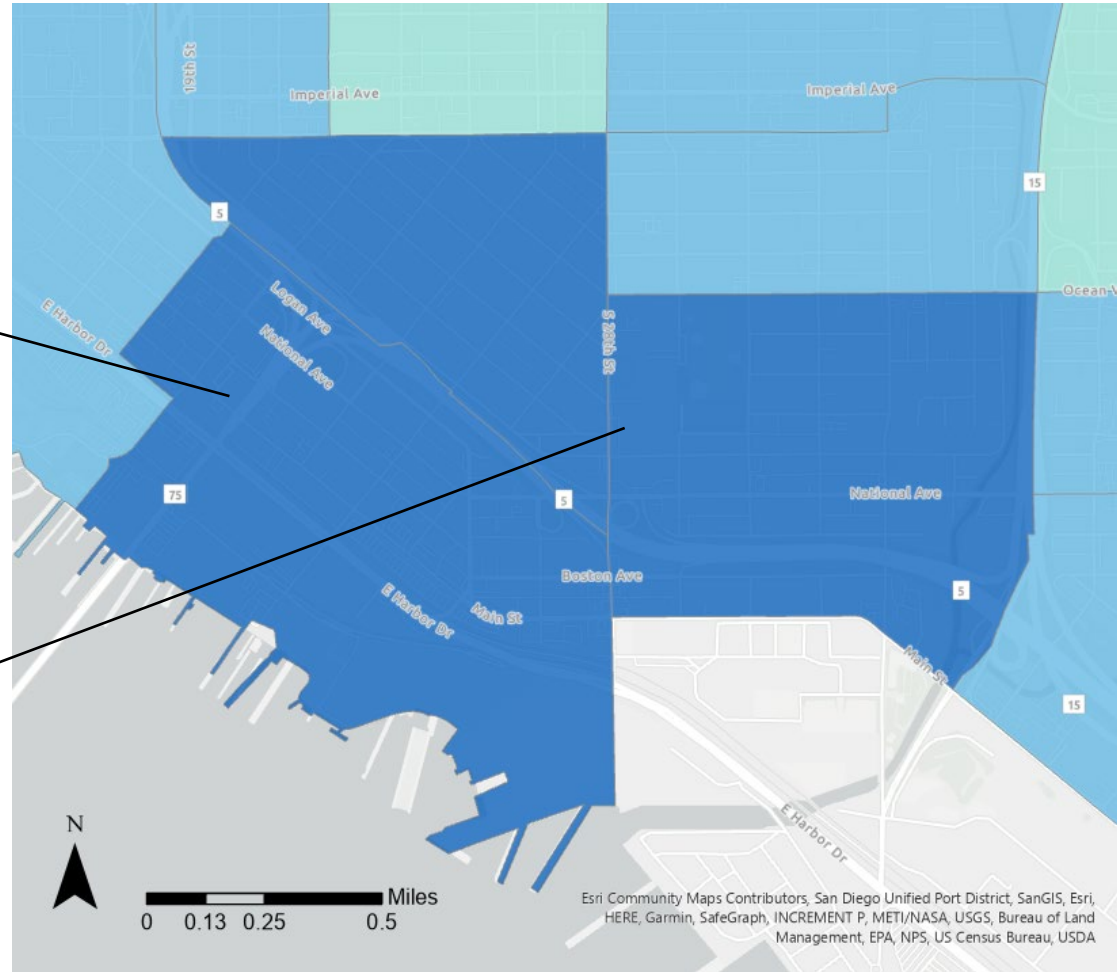 19th St
Imperial Ave
Imperial Ave
15
5
Ocean V
Logan Ave
E Harbor Dr
National Ave
S 28th St
75
5
National Ave
Boston Ave
5
E Harbor Dr
Main St
Main St
15
E Harbor Dr
N
Miles
0 0.13 0.25 0.5
Esri Community Maps Contributors, San Diego Unified Port District, SanGIS, Esri,
HERE, Garmin, SafeGraph, INCREMENT P, METI/NASA, USGS, Bureau of Land
Management, EPA, NPS, US Census Bureau, USDA